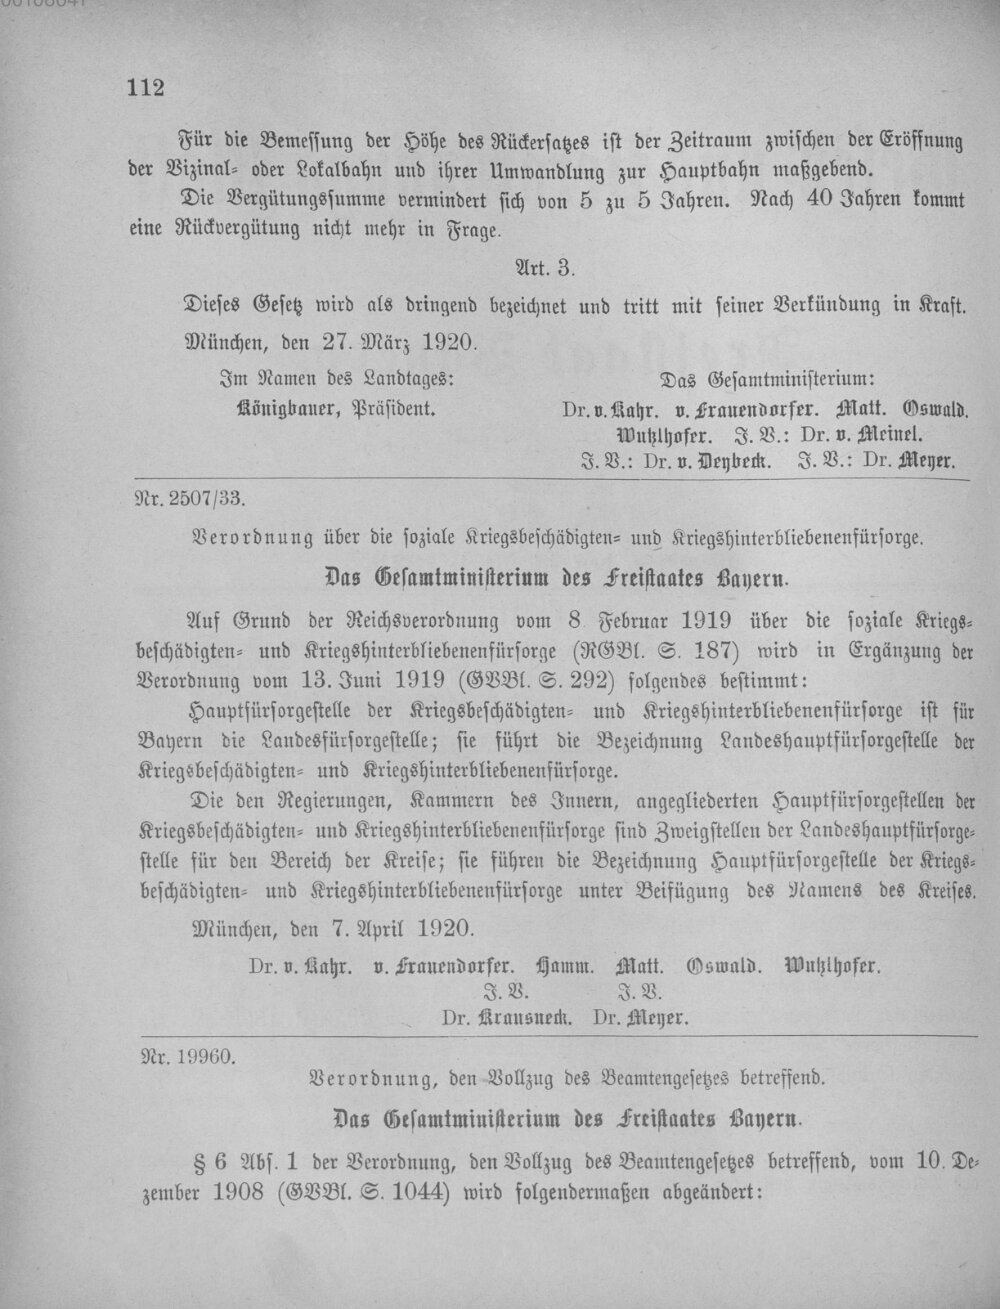 112
Für die Bemessung der Höhe des Rückersatzes ist der Zeitraum zwischen der Eröffnung
der Vizinal- oder Lokalbahn und ihrer Umwandlung zur Hauptbahn maßgebend.
Die Vergütungssumme vermindert sich von 5 zu 5 Jahren. Nach 40 Jahren kommt
eine Rückvergütung nicht mehr in Frage.
Art. 3.
Dieses Gesetz wird als dringend bezeichnet und tritt mit seiner Verkündung in Kraft.
München, den 27. März 1920.
Im Namen des Landtages: Das Gesamtministerium:
Königbauer, Präsident. Dr. v. Kahr. v. Frauendorfer. Matt. Oswald.
Wutzlhofer. J. V.: Dr. v. Meinel.
J. V.: Dr. v. Deybeck. J. V.: Dr. Meyer.
Nr. 2507/33.
Verordnung über die soziale Kriegsbeschädigten- und Kriegshinterbliebenenfürsorge.
Das Gesamtministerium des Freistaates Bayern.
Auf Grund der Reichsverordnung vom 8. Februar 1919 über die soziale Kriegs-
beschädigten- und Kriegshinterbliebenenfürsorge (RGBl. S. 187) wird in Ergänzung der
Verordnung vom 13. Juni 1919 (GVBl. S. 292) folgendes bestimmt:
Hauptfürsorgestelle der Kriegsbeschädigten- und Kriegshinterbliebenenfürsorge ist für
Bayern die Landesfürsorgestelle; sie führt die Bezeichnung Landeshauptfürsorgestelle der
Kriegsbeschädigten- und Kriegshinterbliebenenfürsorge.
Die den Regierungen, Kammern des Innern, angegliederten Hauptfürsorgestellen der
Kriegsbeschädigten- und Kriegshinterbliebenenfürsorge sind Zweigstellen der Landeshauptfürsorge-
stelle für den Bereich der Kreise; sie führen die Bezeichnung Hauptfürsorgestelle der Kriegs-
beschädigten- und Kriegshinterbliebenenfürsorge unter Beifügung des Namens des Kreises.
München, den 7. April 1920.
Dr. v. Kahr. v. Frauendorfer. Hamm. Matt. Oswald. Wutzlhofer.
J. V. J. V.
Dr. Krausneck. Dr. Meyer.
Nr. 19960.
Verordnung, den Vollzug des Beamtengesetzes betreffend.
Das Gesamtministerium des Freistaates Bayern.
§ 6 Abs. 1 der Verordnung, den Vollzug des Beamtengesetzes betreffend, vom 10. De-
zember 1908 (GVBl. S. 1044) wird folgendermaßen abgeändert: